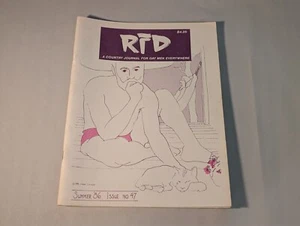 RFD
A COUNTRY JOURNAL FOR GAY MEN EVERYWHERE
SUMMER 86 ISSUE NO 47